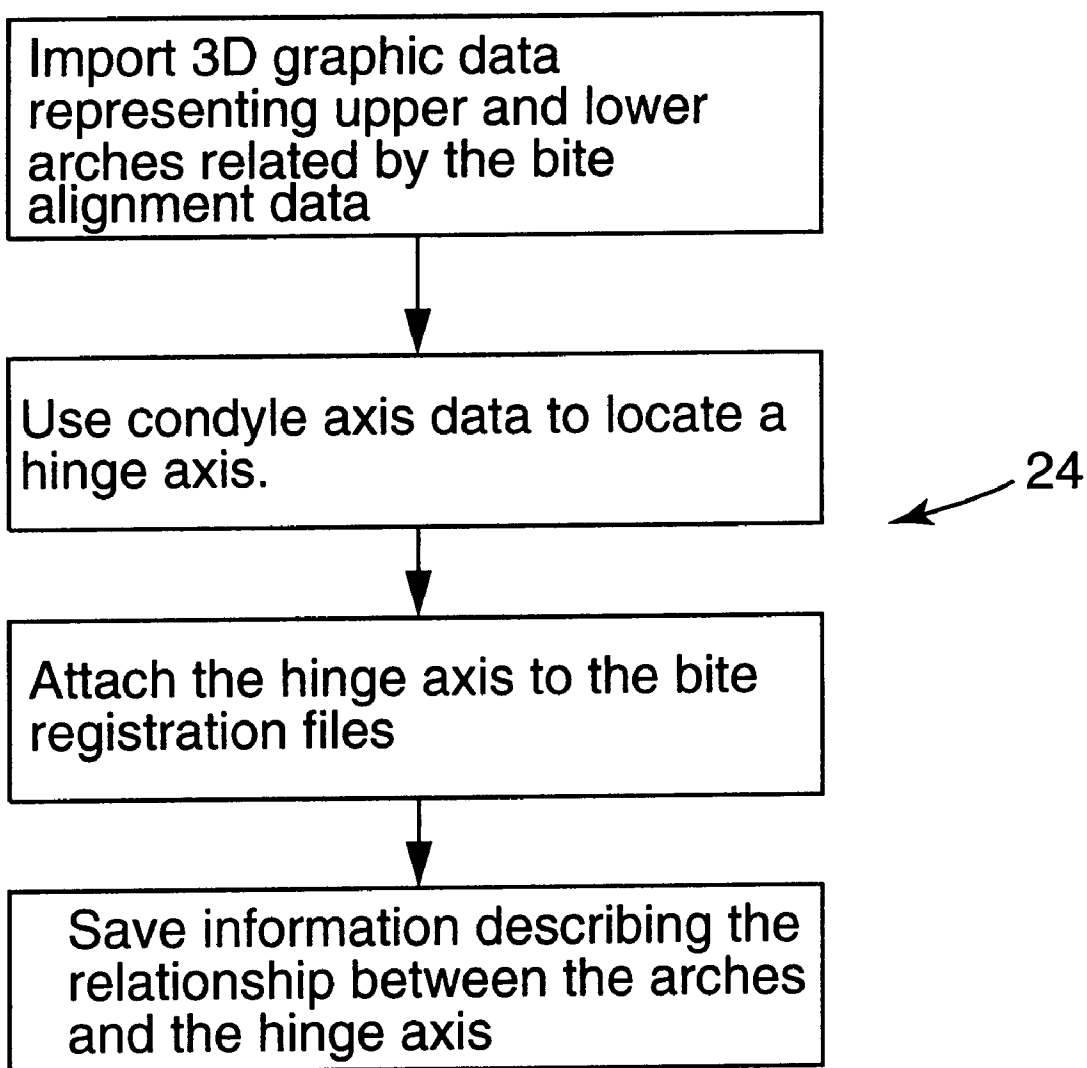 Import 3D graphic data
representing upper and lower
arches related by the bite
alignment data
Use condyle axis data to locate a
hinge axis.
24
Attach the hinge axis to the bite
registration files
Save information describing the
relationship between the arches
and the hinge axis